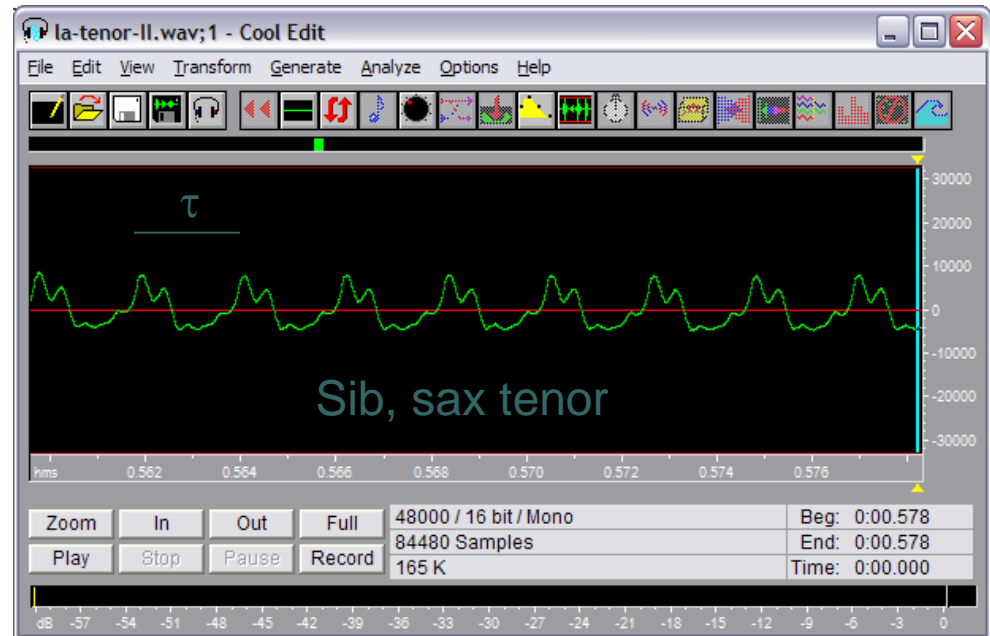 la-tenor-II.wav;1 - Cool Edit
File Edit View Transform Generate Analyze Options Help
τ
30000
20000
10000
0
-10000
-20000
-30000
Sib, sax tenor
hms 0.562 0.564 0.566 0.568 0.570 0.572 0.574 0.576
Zoom In Out Full
Play Stop Pause Record
48000 / 16 bit / Mono
84480 Samples
165 K
Beg: 0:00.578
End: 0:00.578
Time: 0:00.000
dB -57 -54 -51 -48 -45 -42 -39 -36 -33 -30 -27 -24 -21 -18 -15 -12 -9 -6 -3 0